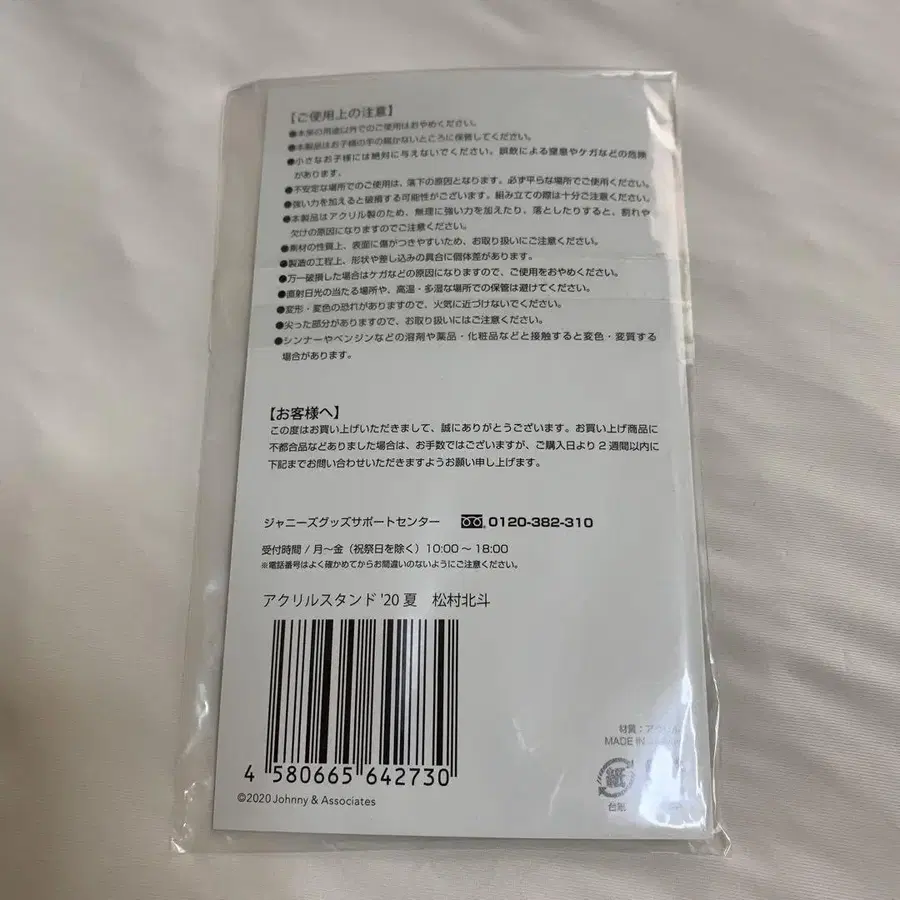 【ご使用上の注意】
●本来の用途以外でのご使用はおやめください。
●本製品はお子様の手の届かないところに保管してください。
●小さなお子様には絶対に与えないでください。誤飲による窒息やケガなどの危険
があります。
●不安定な場所でのご使用は、落下の原因となります。必ず平らな場所でご使用ください。
●強い力を加えると破損する可能性がございます。組み立ての際は十分ご注意ください。
●本製品はアクリル製のため、無理に強い力を加えたり、落としたりすると、割れや
欠けの原因になりますのでご注意ください。
●素材の性質上、表面に傷がつきやすいため、お取り扱いにご注意ください。
●製造の工程上、形状や差し込みの具合に個体差があります。
●万一破損した場合はケガなどの原因になりますので、ご使用をおやめください。
●直射日光の当たる場所や、高温・多湿な場所での保管は避けてください。
●変形・変色の恐れがありますので、火気に近づけないでください。
●尖った部分がありますので、お取り扱いにはご注意ください。
●シンナーやベンジンなどの溶剤や薬品・化粧品などと接触すると変色・変質する
場合があります。
【お客様へ】
この度はお買い上げいただきまして、誠にありがとうございます。お買い上げ商品に
不都合品などありました場合は、お手数ではございますが、ご購入日より2週間以内に
下記までお問い合わせいただきますようお願い申し上げます。
ジャニーズグッズサポートセンター 0120-382-310
受付時間 / 月～金（祝祭日を除く）10:00～18:00
※電話番号はよく確かめてからお間違いのないようにご注意ください。
アクリルスタンド '20 夏 松村北斗
4 580665 642730
©2020 Johnny & Associates
材質：アクリル
MADE IN
紙
台紙